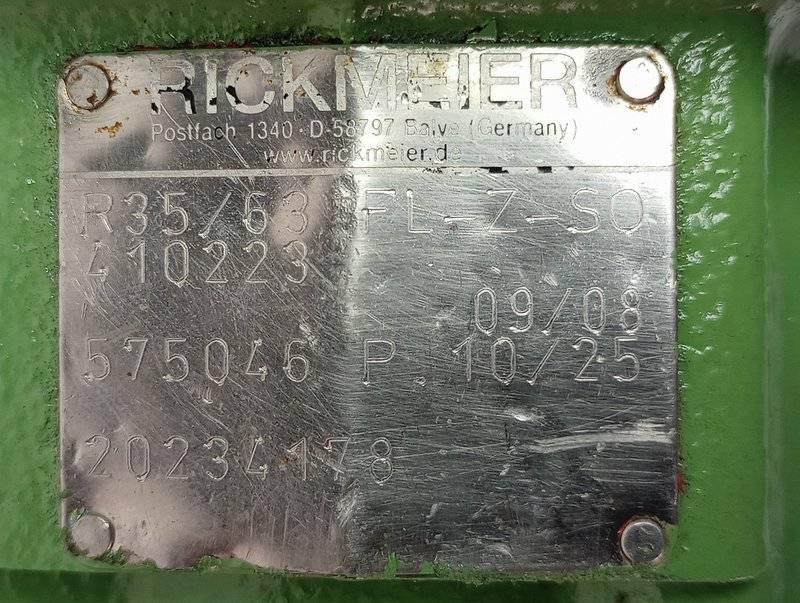 RICKMEIER
Postfach 1340 · D-58797 Balve (Germany)
www.rickmeier.de
R35/63 FL-Z-SO
410223
09/08
575046 P. 10/25
20234178